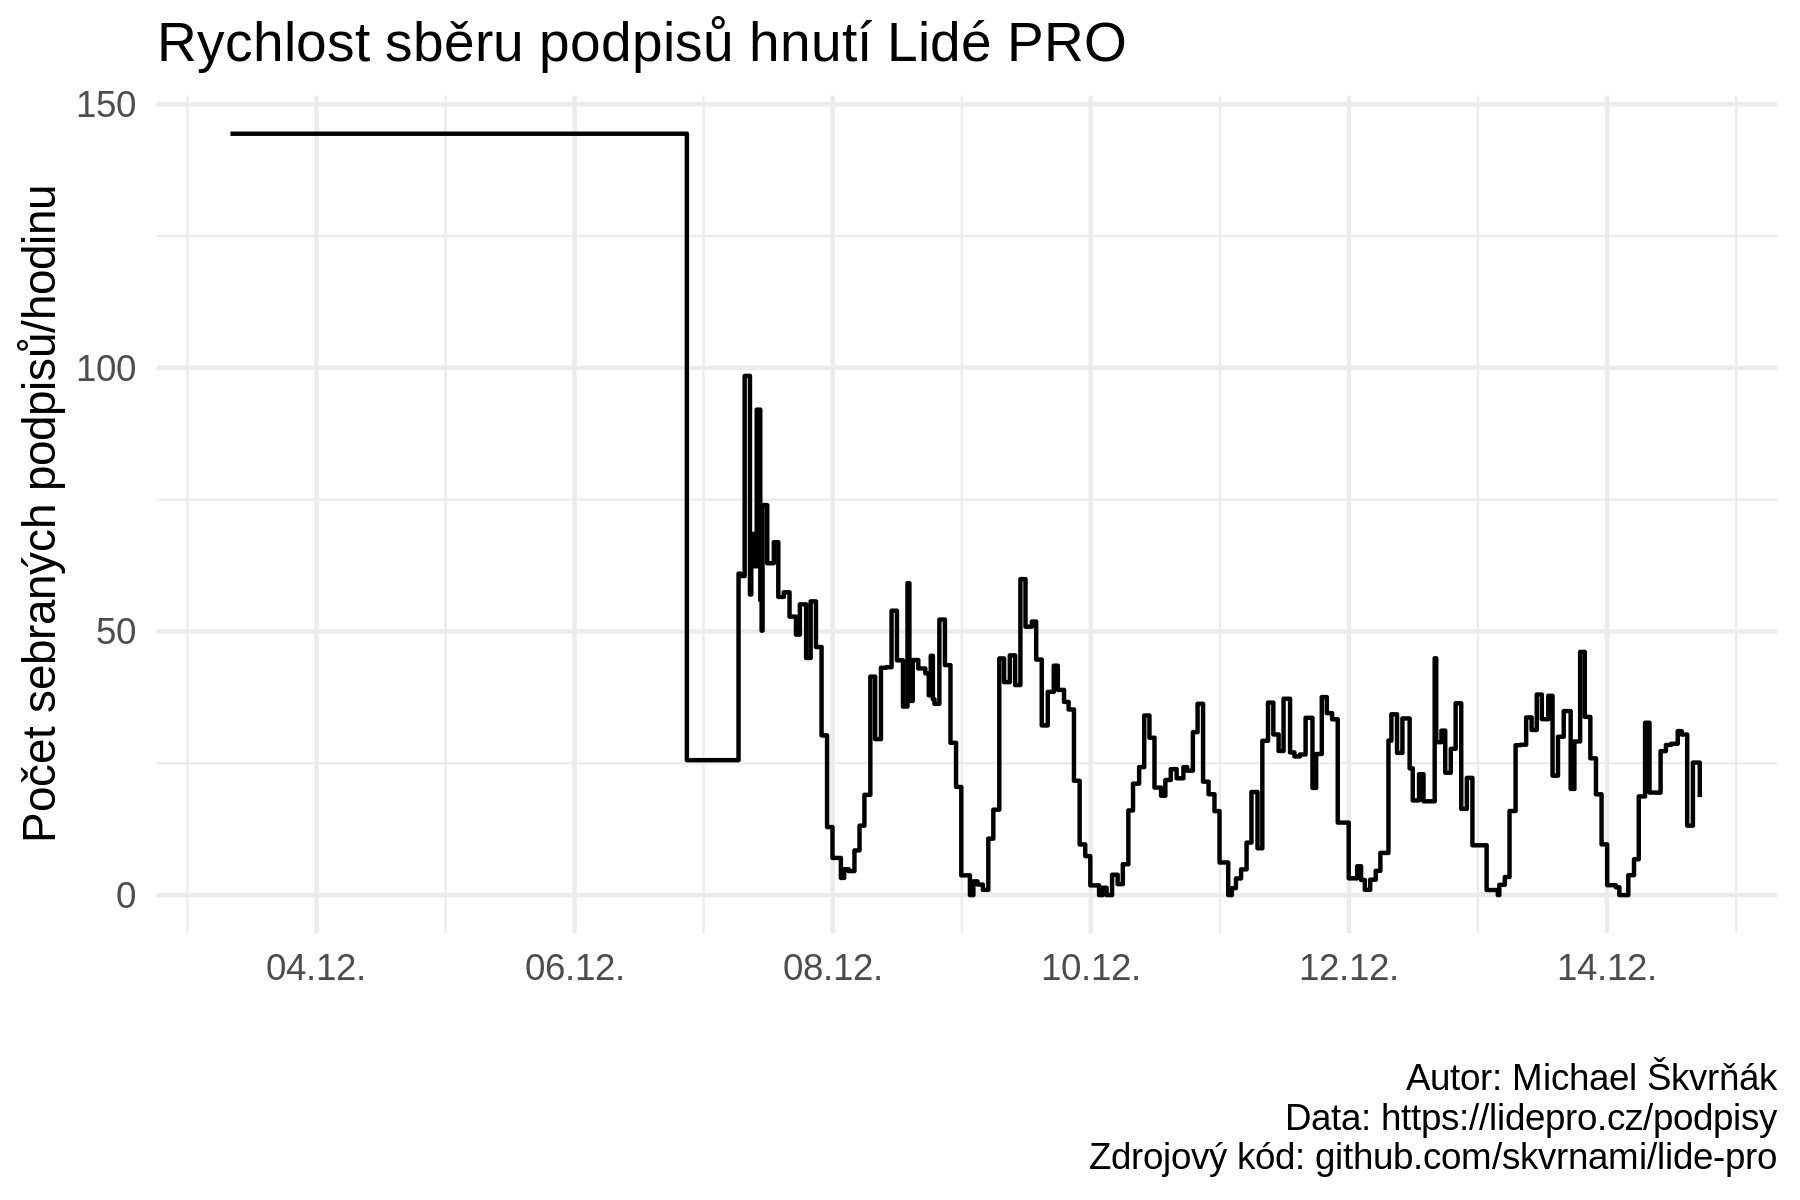 Rychlost sběru podpisů hnutí Lidé PRO
Počet sebraných podpisů/hodinu
150
100
50
0
04.12.
06.12.
08.12.
10.12.
12.12.
14.12.
Autor: Michael Škvrňák
Data: https://lidepro.cz/podpisy
Zdrojový kód: github.com/skvrnami/lide-pro